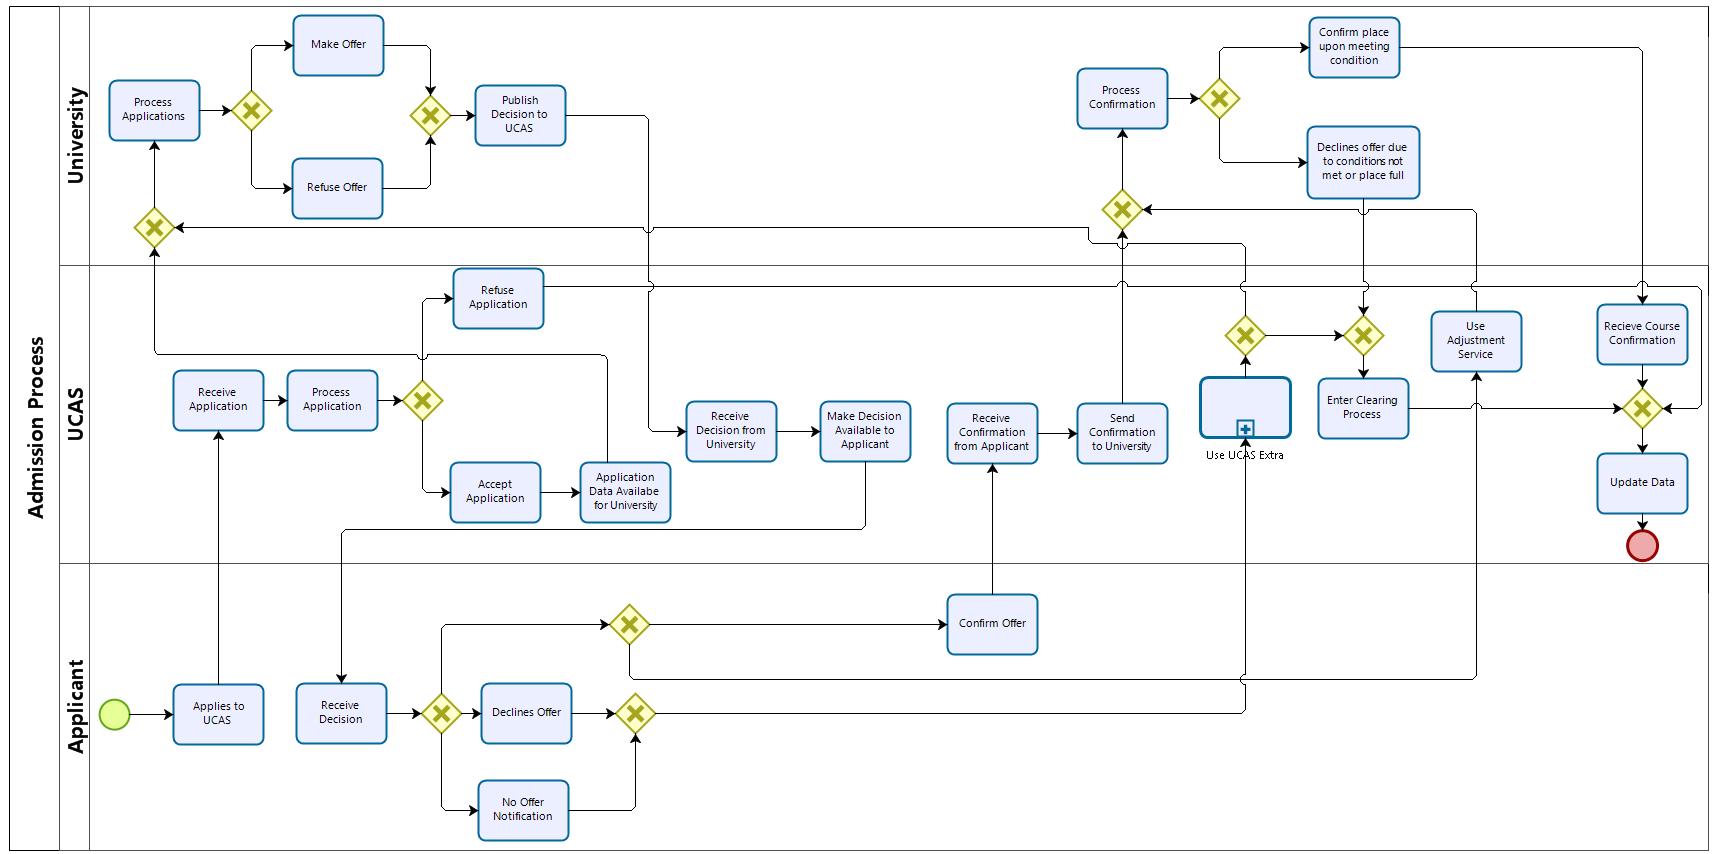 Admission Process
University
UCAS
Applicant
Make Offer
Process
Applications
Publish
Decision to
UCAS
Refuse Offer
Confirm place
upon meeting
condition
Process
Confirmation
Declines offer due
to conditions not
met or place full
Refuse
Application
Receive
Application
Process
Application
Accept
Application
Application
Data Availabe
for University
Receive
Decision from
University
Make Decision
Available to
Applicant
Receive
Confirmation
from Applicant
Send
Confirmation
to University
Use UCAS Extra
Enter Clearing
Process
Use
Adjustment
Service
Recieve Course
Confirmation
Update Data
Applies to
UCAS
Receive
Decision
Declines Offer
No Offer
Notification
Confirm Offer